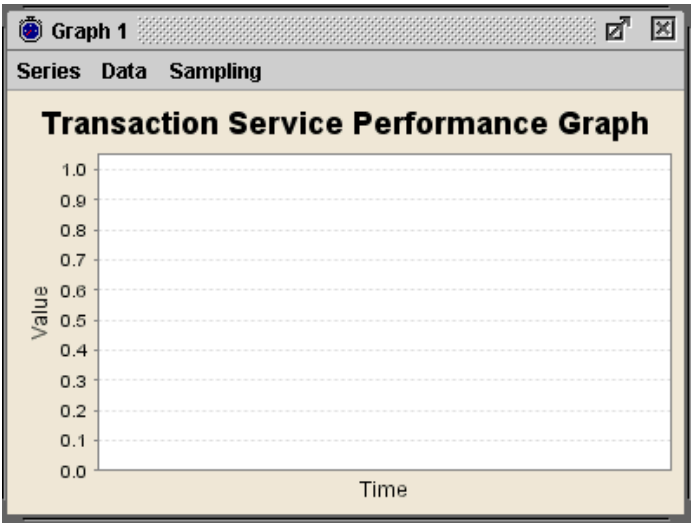 Graph 1
Series Data Sampling
Transaction Service Performance Graph
1.0
0.9
0.8
0.7
0.6
0.5
0.4
0.3
0.2
0.1
0.0
Value
Time